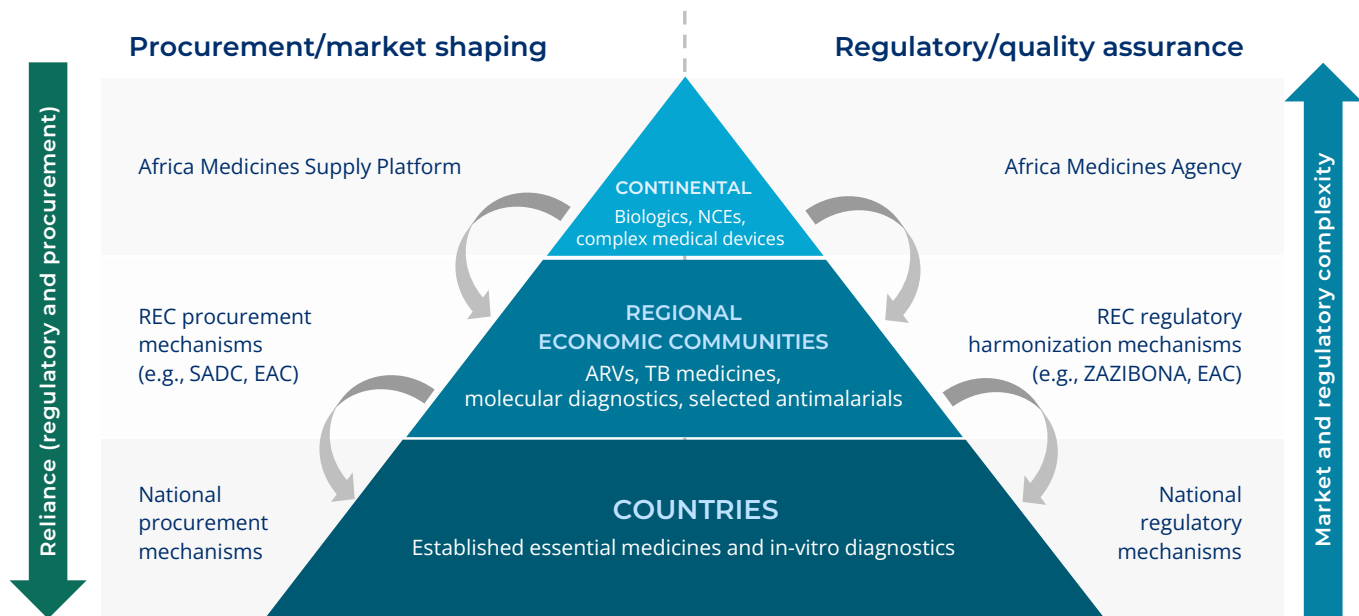 Procurement/market shaping
Regulatory/quality assurance
Reliance (regulatory and procurement)
Market and regulatory complexity
Africa Medicines Supply Platform
CONTINENTAL
Biologics, NCEs,
complex medical devices
Africa Medicines Agency
REC procurement
mechanisms
(e.g., SADC, EAC)
REGIONAL
ECONOMIC COMMUNITIES
ARVs, TB medicines,
molecular diagnostics, selected antimalarials
REC regulatory
harmonization mechanisms
(e.g., ZAZIBONA, EAC)
National
procurement
mechanisms
COUNTRIES
Established essential medicines and in-vitro diagnostics
National
regulatory
mechanisms